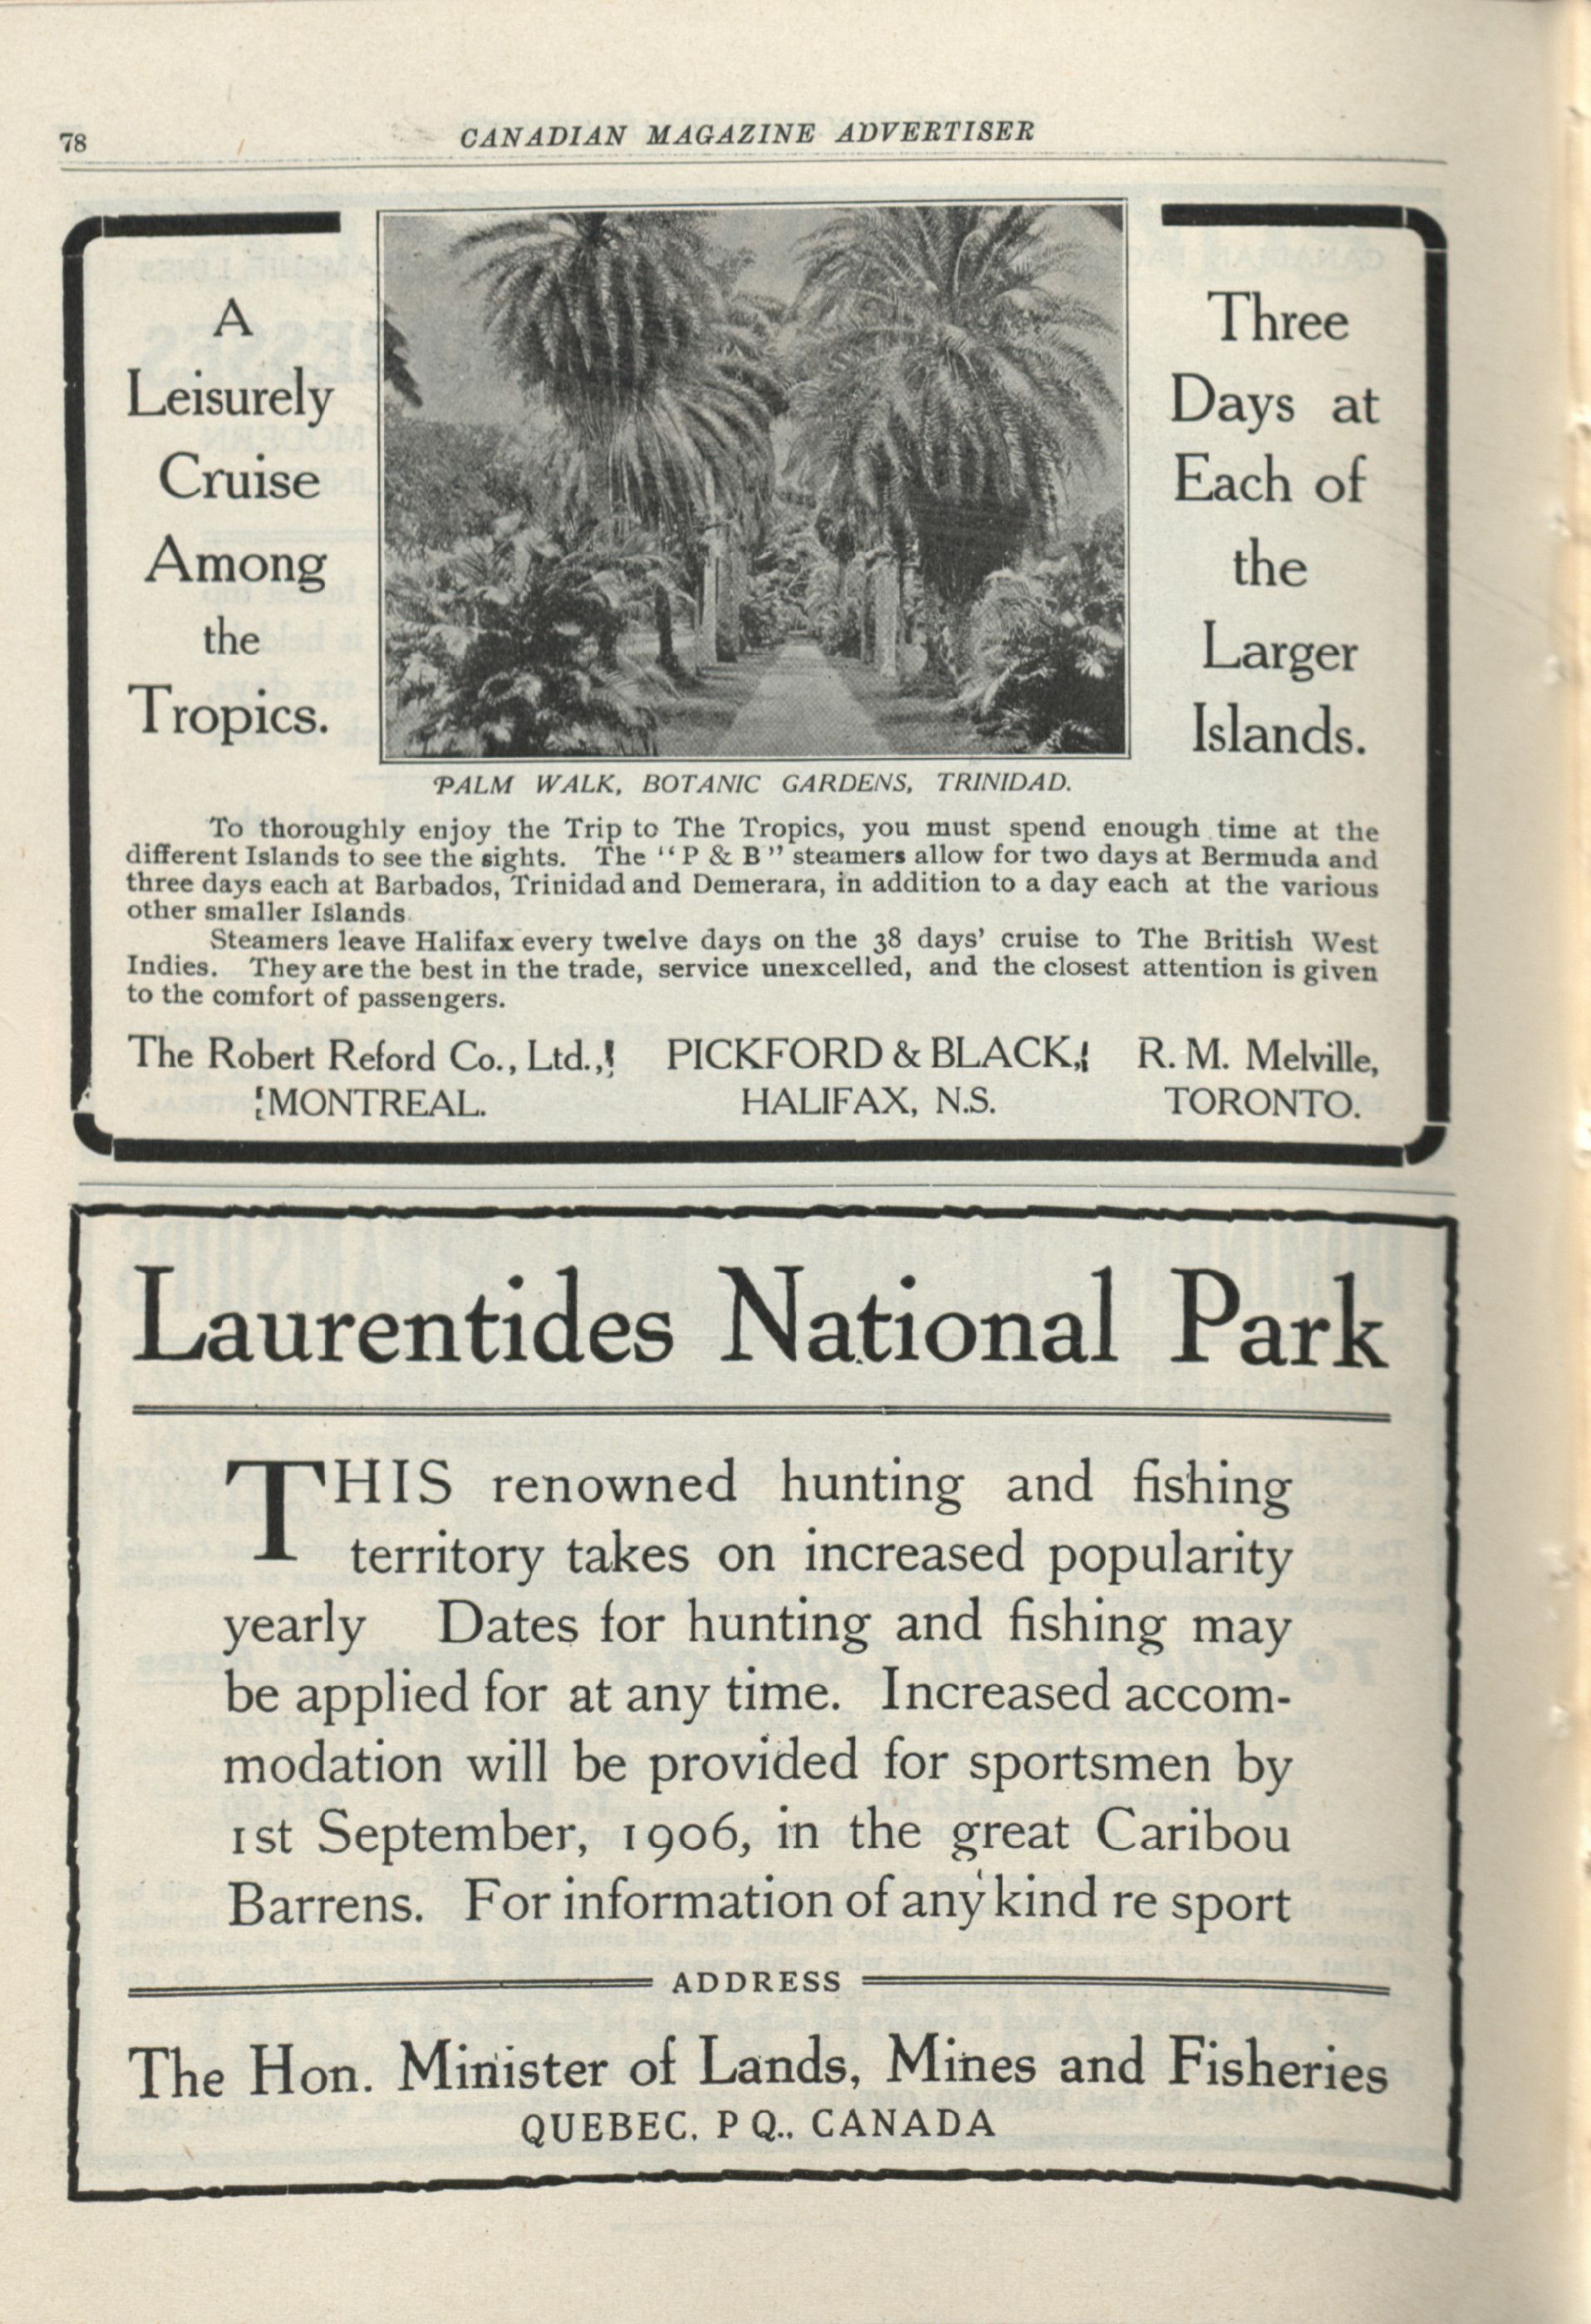 78
CANADIAN MAGAZINE ADVERTISER
A
Leisurely
Cruise
Among
the
Tropics.
Three
Days at
Each of
the
Larger
Islands.
PALM WALK, BOTANIC GARDENS, TRINIDAD.
To thoroughly enjoy the Trip to The Tropics, you must spend enough time at the
different Islands to see the sights. The "P & B" steamers allow for two days at Bermuda and
three days each at Barbados, Trinidad and Demerara, in addition to a day each at the various
other smaller Islands.
Steamers leave Halifax every twelve days on the 38 days' cruise to The British West
Indies. They are the best in the trade, service unexcelled, and the closest attention is given
to the comfort of passengers.
The Robert Reford Co., Ltd., PICKFORD & BLACK, R. M. Melville,
MONTREAL. HALIFAX, N.S. TORONTO.
Laurentides National Park
THIS renowned hunting and fishing
territory takes on increased popularity
yearly Dates for hunting and fishing may
be applied for at any time. Increased accom-
modation will be provided for sportsmen by
1st September, 1906, in the great Caribou
Barrens. For information of any kind re sport
ADDRESS
The Hon. Minister of Lands, Mines and Fisheries
QUEBEC. P Q., CANADA